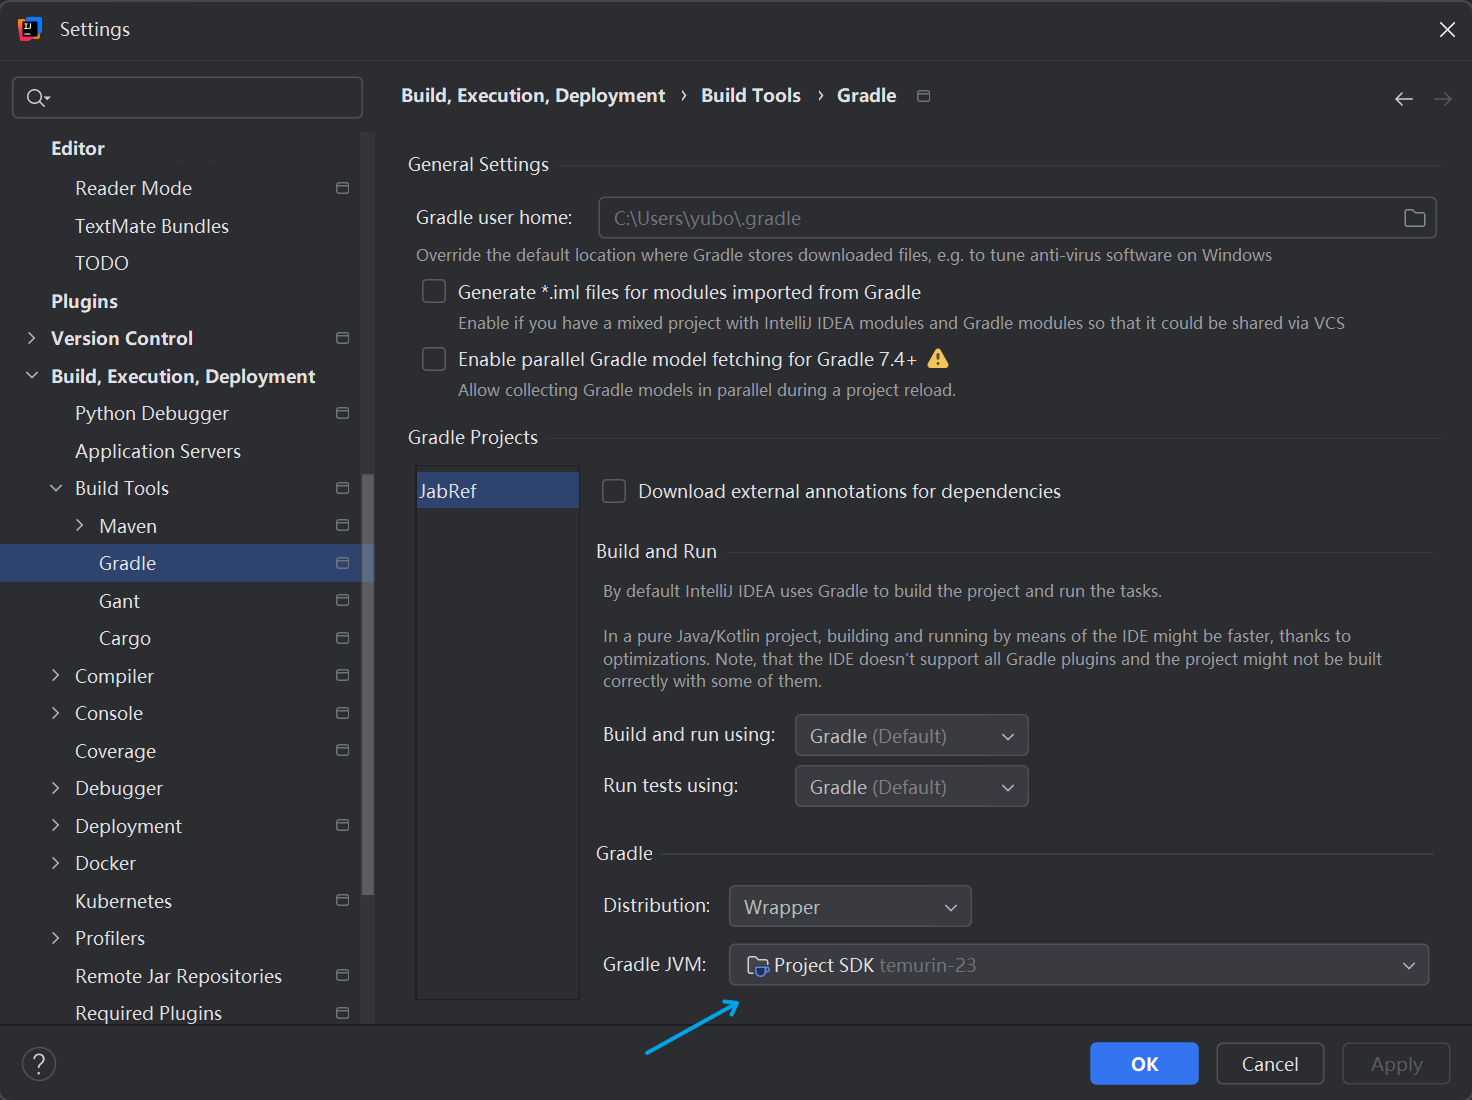 Settings
Editor
Reader Mode
TextMate Bundles
TODO
Plugins
Version Control
Build, Execution, Deployment
Python Debugger
Application Servers
Build Tools
Maven
Gradle
Gant
Cargo
Compiler
Console
Coverage
Debugger
Deployment
Docker
Kubernetes
Profilers
Remote Jar Repositories
Required Plugins
Build, Execution, Deployment › Build Tools › Gradle
General Settings
Gradle user home: C:\Users\yubo\.gradle
Override the default location where Gradle stores downloaded files, e.g. to tune anti-virus software on Windows
Generate *.iml files for modules imported from Gradle
Enable if you have a mixed project with IntelliJ IDEA modules and Gradle modules so that it could be shared via VCS
Enable parallel Gradle model fetching for Gradle 7.4+
Allow collecting Gradle models in parallel during a project reload.
Gradle Projects
JabRef
Download external annotations for dependencies
Build and Run
By default IntelliJ IDEA uses Gradle to build the project and run the tasks.
In a pure Java/Kotlin project, building and running by means of the IDE might be faster, thanks to
optimizations. Note, that the IDE doesn't support all Gradle plugins and the project might not be built
correctly with some of them.
Build and run using: Gradle (Default)
Run tests using: Gradle (Default)
Gradle
Distribution: Wrapper
Gradle JVM: Project SDK temurin-23
?
OK
Cancel
Apply